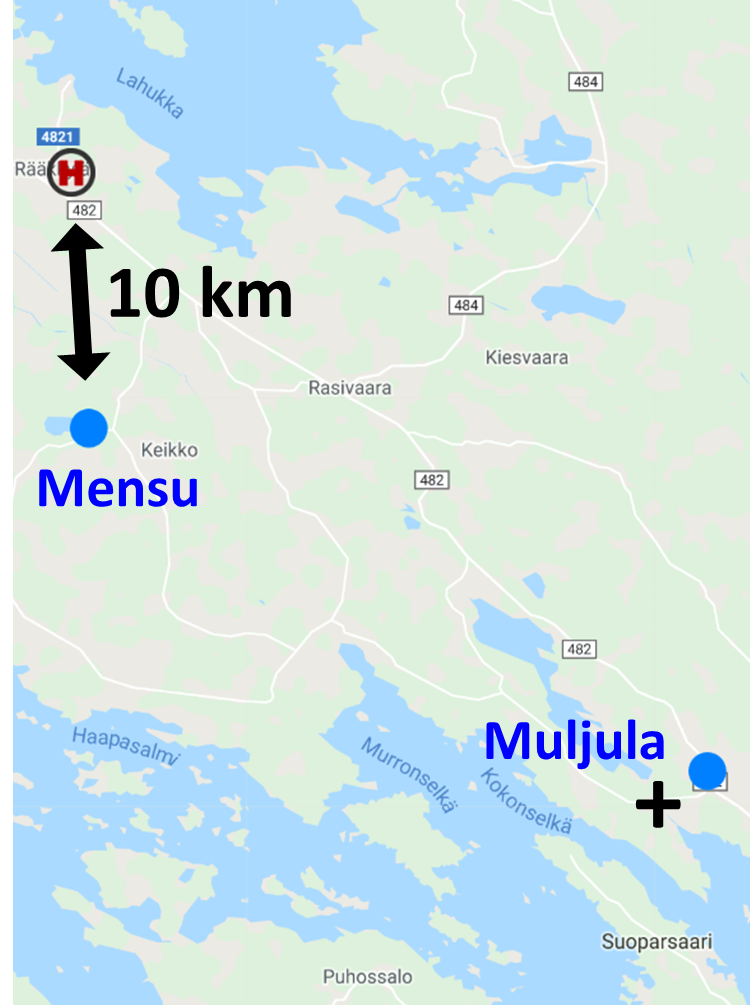 Lahukka
484
4821
H
482
10 km
484
Kiesvaara
Rasivaara
Keikko
482
Mensu
482
Muljula
Haapasalmi
Murronselkä
Kokonselkä
Suoparsaari
Puhossalo